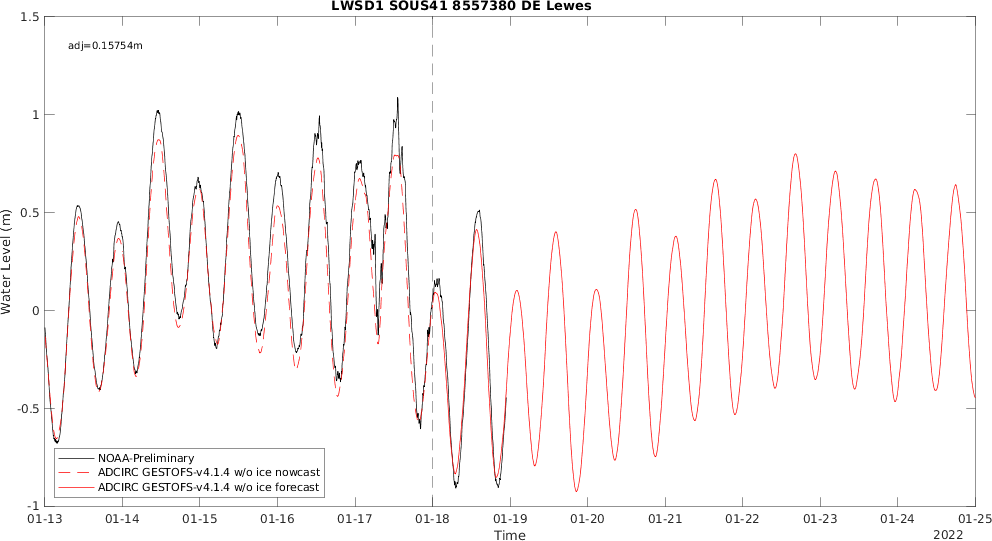 LWSD1 SOUS41 8557380 DE Lewes
adj=0.15754m
1.5
1
0.5
0
-0.5
-1
Water Level (m)
NOAA-Preliminary
ADCIRC GESTOFS-v4.1.4 w/o ice nowcast
ADCIRC GESTOFS-v4.1.4 w/o ice forecast
01-13 01-14 01-15 01-16 01-17 01-18 01-19 01-20 01-21 01-22 01-23 01-24 01-25
Time
2022